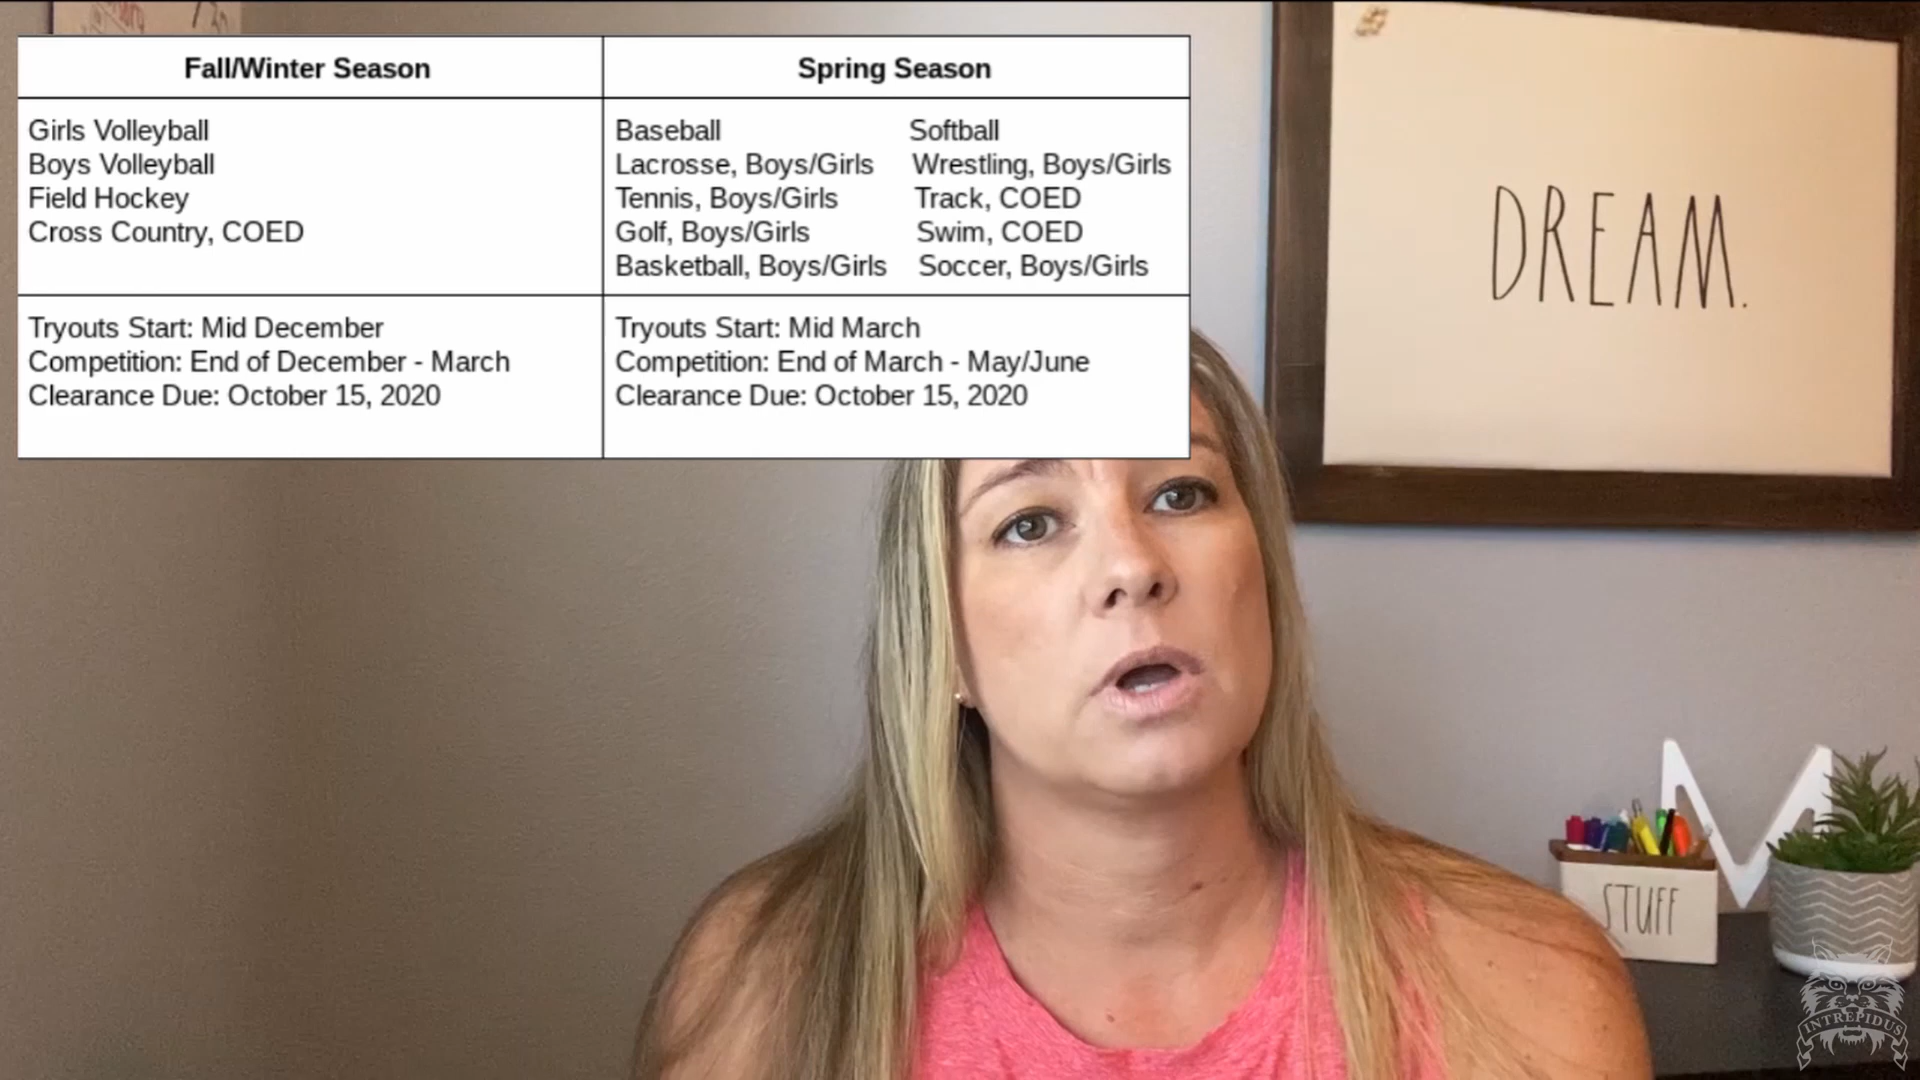 Fall/Winter Season
Girls Volleyball
Boys Volleyball
Field Hockey
Cross Country, COED
Tryouts Start: Mid December
Competition: End of December - March
Clearance Due: October 15, 2020
Spring Season
Baseball Softball
Lacrosse, Boys/Girls Wrestling, Boys/Girls
Tennis, Boys/Girls Track, COED
Golf, Boys/Girls Swim, COED
Basketball, Boys/Girls Soccer, Boys/Girls
Tryouts Start: Mid March
Competition: End of March - May/June
Clearance Due: October 15, 2020
DREAM.
M
STUFF
INTREPIDUS